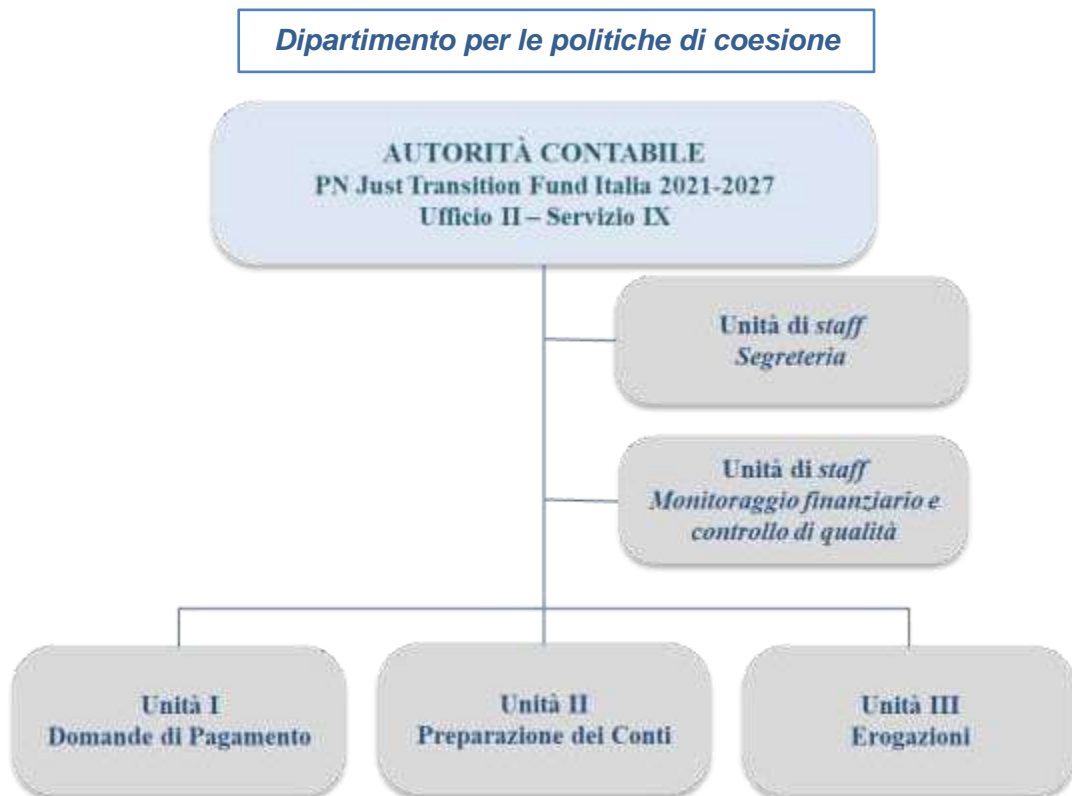 Dipartimento per le politiche di coesione
AUTORITÀ CONTABILE
PN Just Transition Fund Italia 2021-2027
Ufficio II – Servizio IX
Unità di staff
Segreteria
Unità di staff
Monitoraggio finanziario e
controllo di qualità
Unità I
Domande di Pagamento
Unità II
Preparazione dei Conti
Unità III
Erogazioni